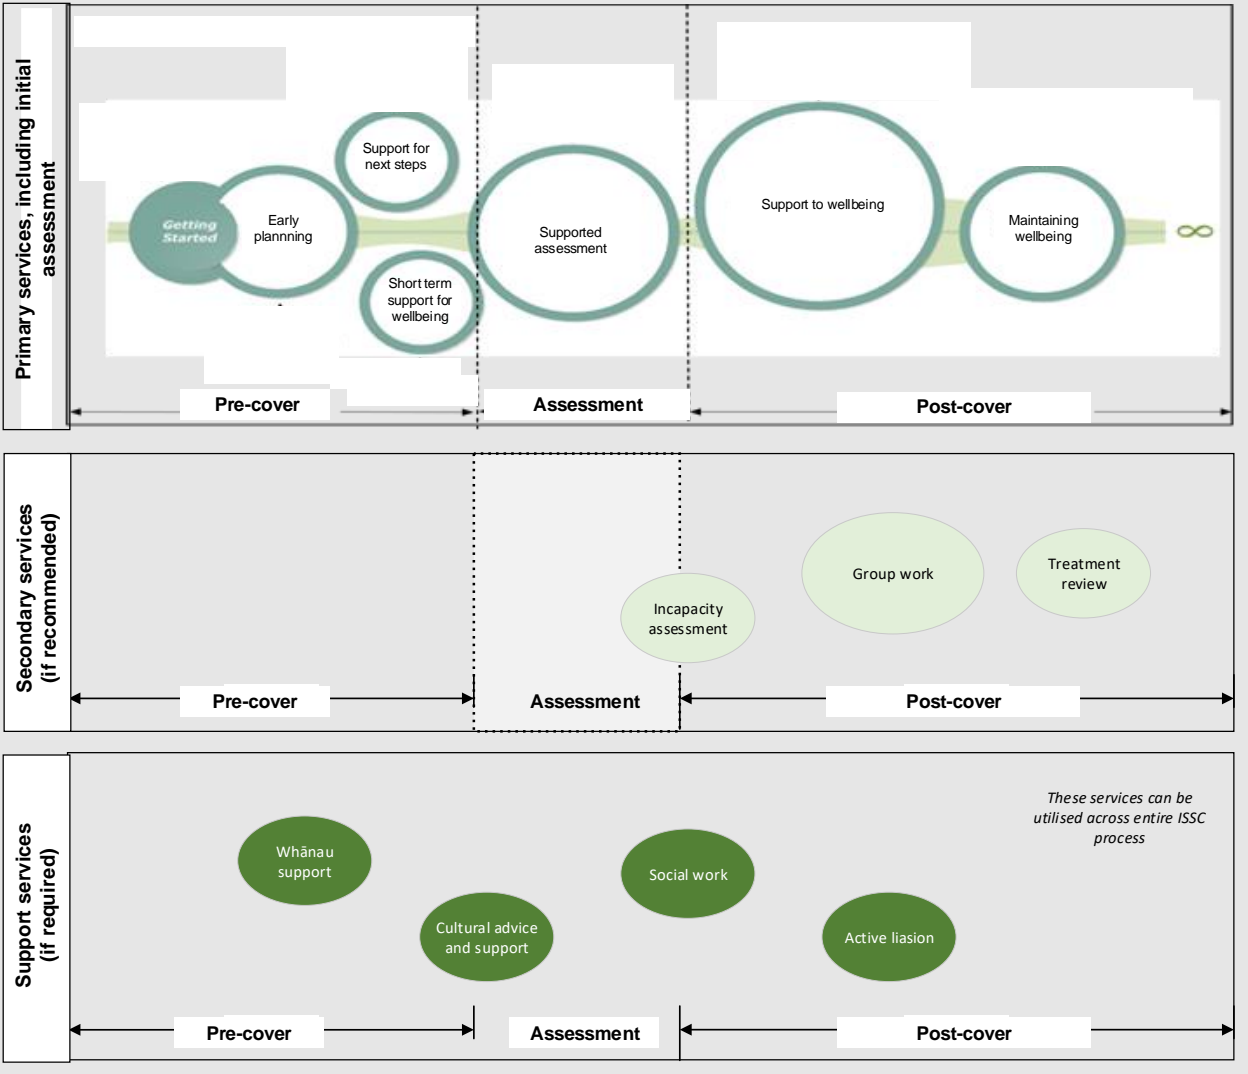 Primary services, including initial
assessment
Getting
Started
Early
plannning
Support for
next steps
Short term
support for
wellbeing
Supported
assessment
Support to wellbeing
Maintaining
wellbeing
∞
Pre-cover
Assessment
Post-cover
Secondary services
(if recommended)
Incapacity
assessment
Group work
Treatment
review
Pre-cover
Assessment
Post-cover
Support services
(if required)
These services can be
utilised across entire ISSC
process
Whānau
support
Cultural advice
and support
Social work
Active liasion
Pre-cover
Assessment
Post-cover